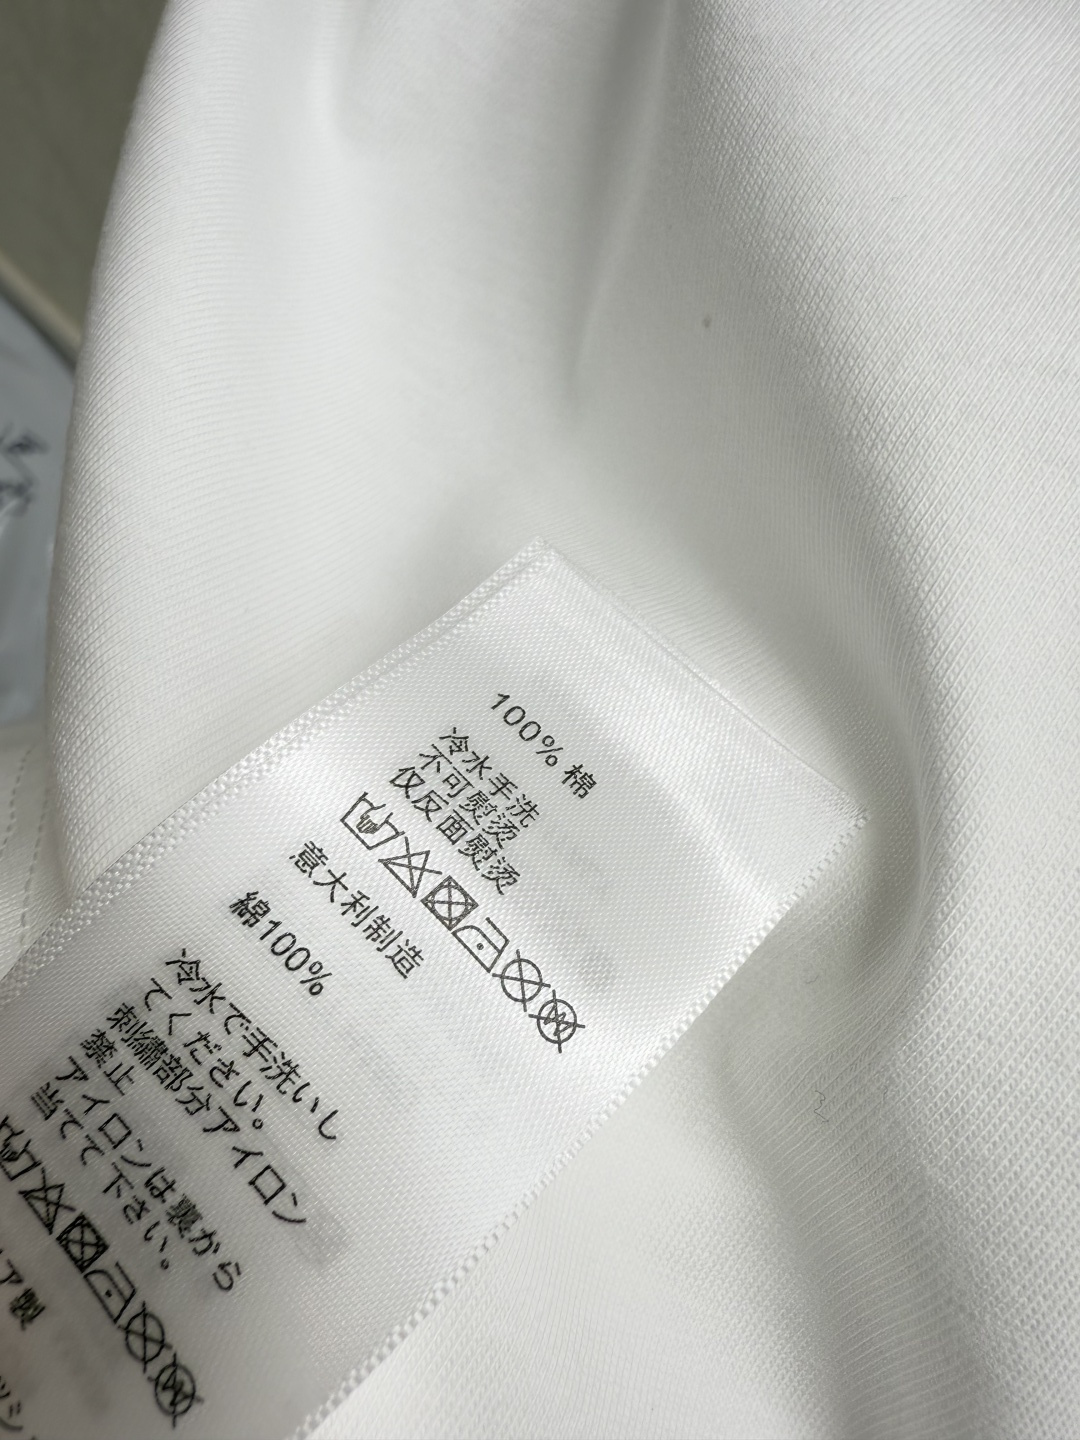 100% 棉
冷水手洗
不可熨烫
仅反面熨烫
意大利制造
綿100%
冷水で手洗いし
てください。
刺繍部分アイロン
禁止
アイロンは裏から
当てて下さい。
ア製